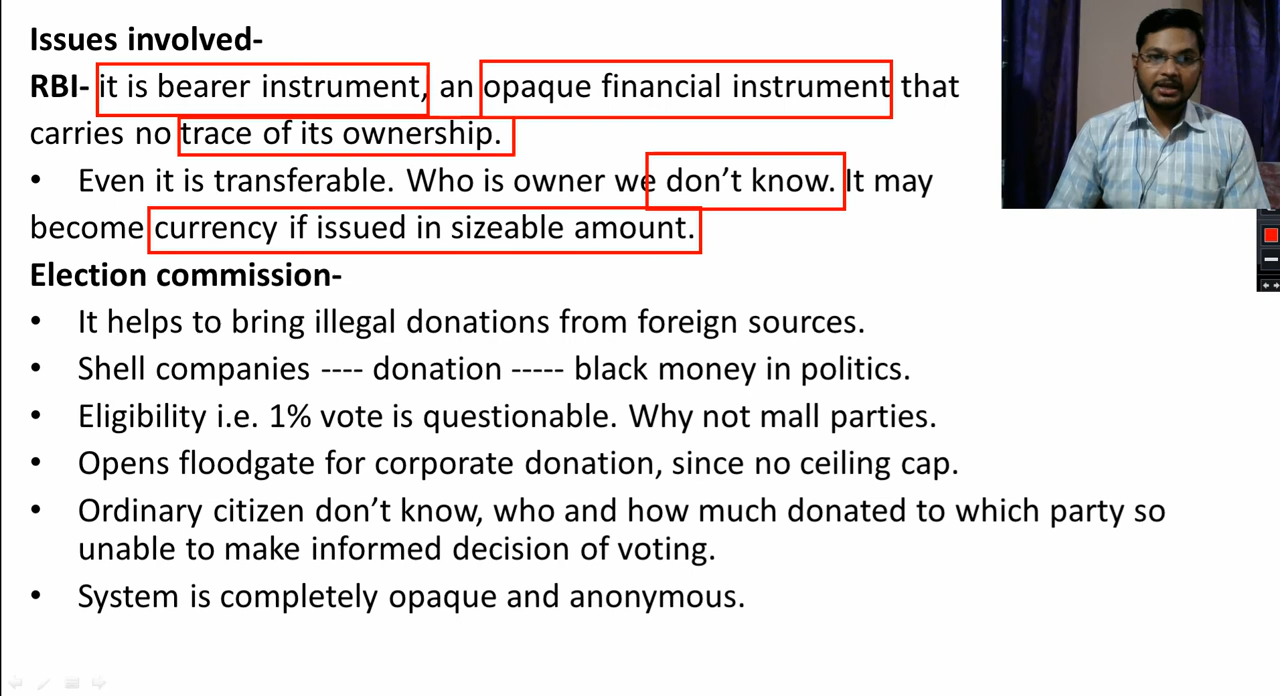 Issues involved-
RBI- it is bearer instrument, an opaque financial instrument that
carries no trace of its ownership.
• Even it is transferable. Who is owner we don’t know. It may
become currency if issued in sizeable amount.
Election commission-
• It helps to bring illegal donations from foreign sources.
• Shell companies ---- donation ----- black money in politics.
• Eligibility i.e. 1% vote is questionable. Why not mall parties.
• Opens floodgate for corporate donation, since no ceiling cap.
• Ordinary citizen don’t know, who and how much donated to which party so
unable to make informed decision of voting.
• System is completely opaque and anonymous.